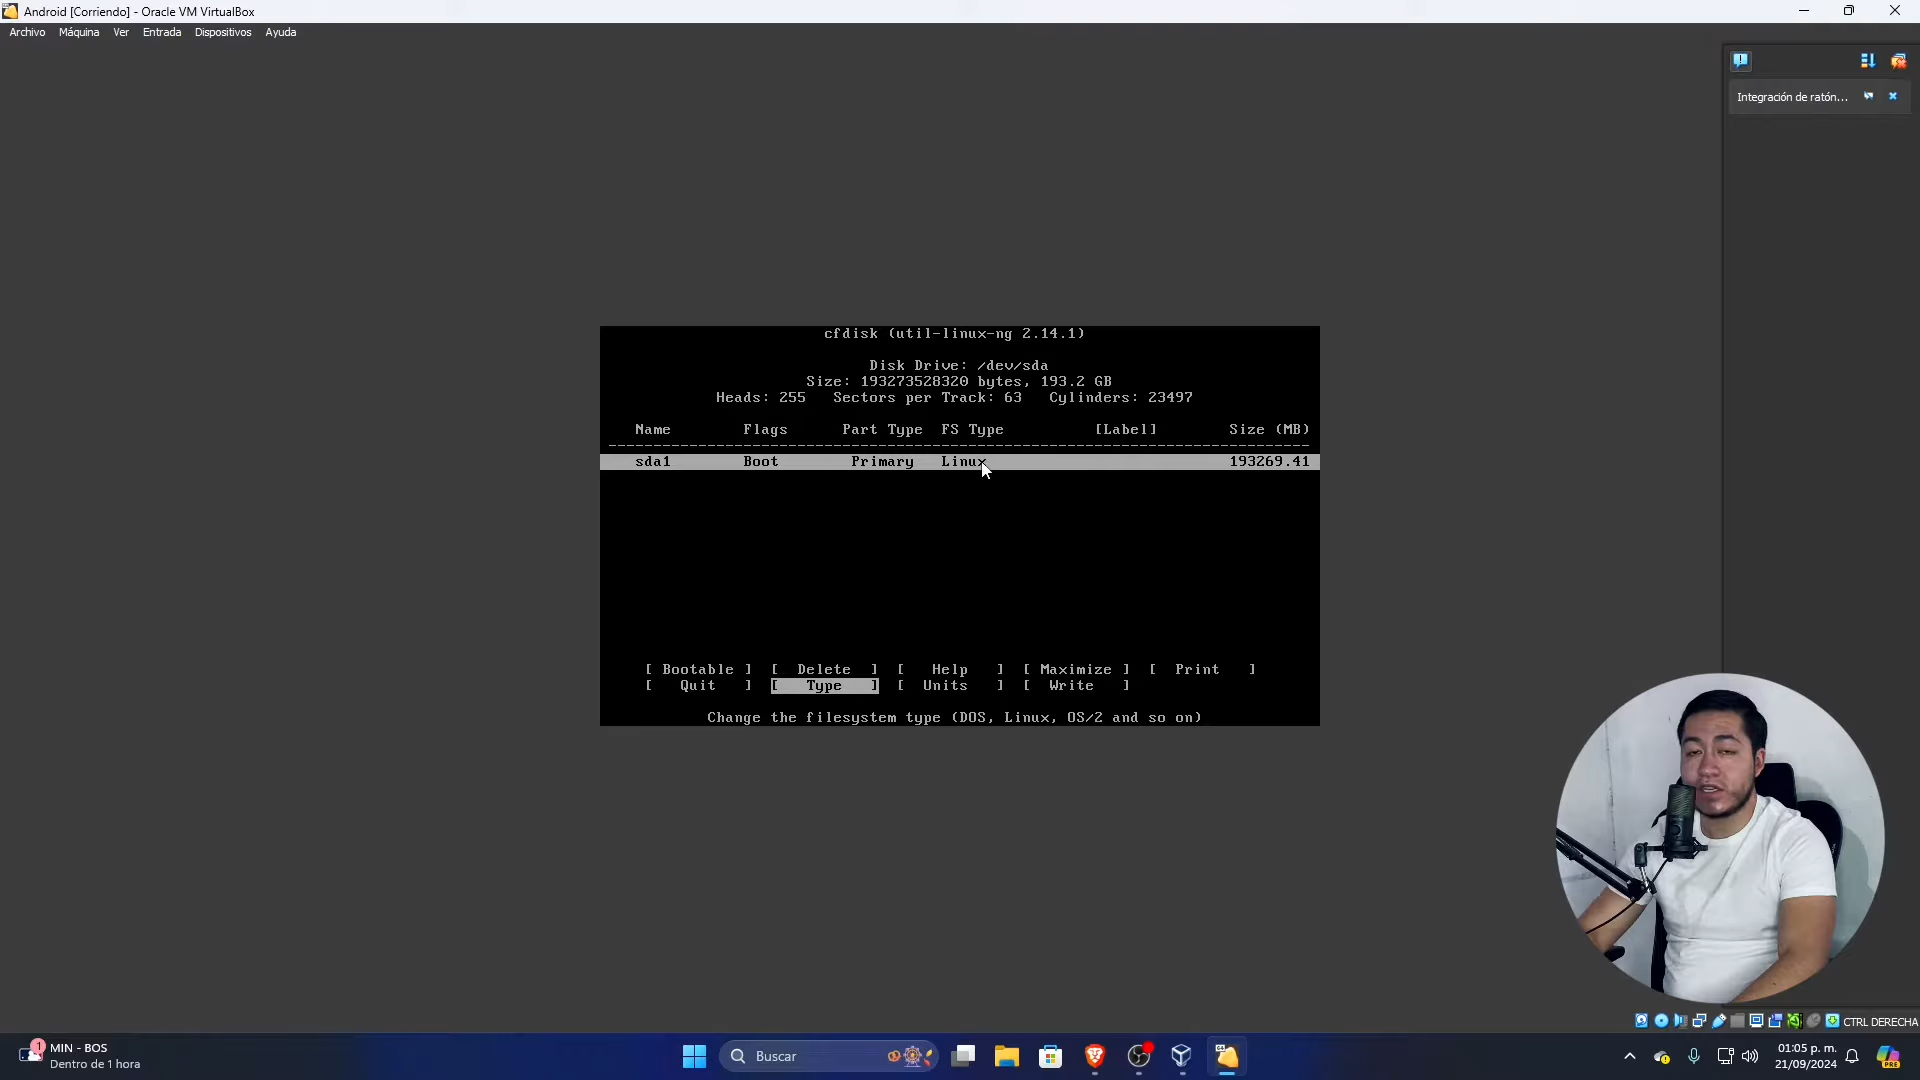 Android [Corriendo] - Oracle VM VirtualBox
Archivo Máquina Ver Entrada Dispositivos Ayuda
Integración de ratón...
cfdisk (util-linux-ng 2.14.1)
Disk Drive: /dev/sda
Size: 193273528320 bytes, 193.2 GB
Heads: 255 Sectors per Track: 63 Cylinders: 23497
Name Flags Part Type FS Type [Label] Size (MB)
sda1 Boot Primary Linux 193269.41
[ Bootable ] [ Delete ] [ Help ] [ Maximize ] [ Print ]
[ Quit ] [ Type ] [ Units ] [ Write ]
Change the filesystem type (DOS, Linux, OS/2 and so on)
CTRL DERECHA
1 MIN - BOS
Dentro de 1 hora
Buscar
01:05 p. m.
21/09/2024
PRE